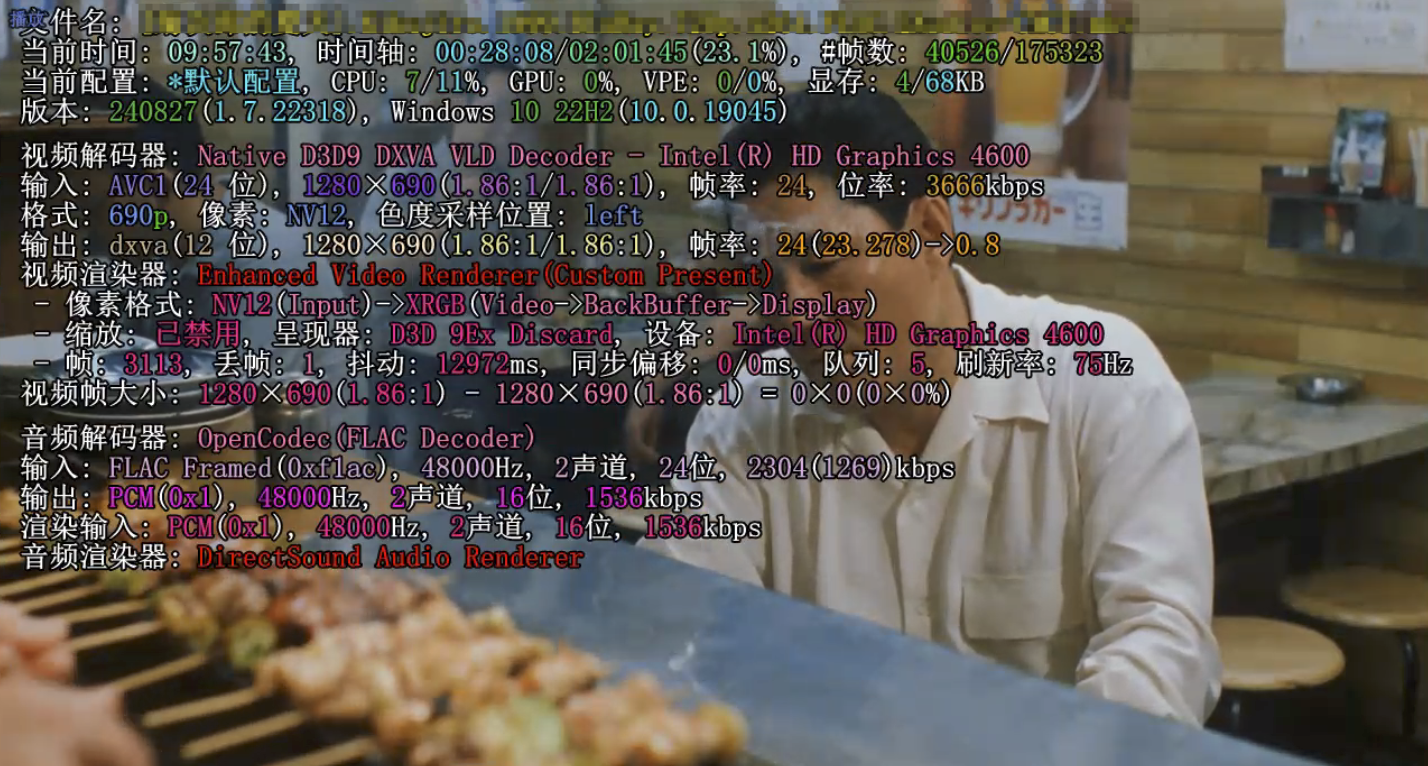 播放
文件名:
当前时间: 09:57:43, 时间轴: 00:28:08/02:01:45(23.1%), #帧数: 40526/175323
当前配置: *默认配置, CPU: 7/11%, GPU: 0%, VPE: 0/0%, 显存: 4/68KB
版本: 240827(1.7.22318), Windows 10 22H2(10.0.19045)
视频解码器: Native D3D9 DXVA VLD Decoder - Intel(R) HD Graphics 4600
输入: AVC1(24 位), 1280×690(1.86:1/1.86:1), 帧率: 24, 位率: 3666kbps
格式: 690p, 像素: NV12, 色度采样位置: left
输出: dxva(12 位), 1280×690(1.86:1/1.86:1), 帧率: 24(23.278)->0.8
视频渲染器: Enhanced Video Renderer(Custom Present)
- 像素格式: NV12(Input)->XRGB(Video->BackBuffer->Display)
- 缩放: 已禁用, 呈现器: D3D 9Ex Discard, 设备: Intel(R) HD Graphics 4600
- 帧: 3113, 丢帧: 1, 抖动: 12972ms, 同步偏移: 0/0ms, 队列: 5, 刷新率: 75Hz
视频帧大小: 1280×690(1.86:1) - 1280×690(1.86:1) = 0×0(0×0%)
音频解码器: OpenCodec(FLAC Decoder)
输入: FLAC Framed(0xf1ac), 48000Hz, 2声道, 24位, 2304(1269)kbps
输出: PCM(0x1), 48000Hz, 2声道, 16位, 1536kbps
渲染输入: PCM(0x1), 48000Hz, 2声道, 16位, 1536kbps
音频渲染器: DirectSound Audio Renderer